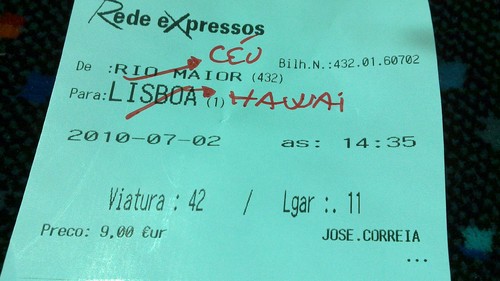 Rede eXpressos
CÉU
Bilh.N.:432.01.60702
De :RIO MAIOR (432)
Para:LISBOA (1) HAWAI
2010-07-02 as: 14:35
Viatura : 42 / Lgar :. 11
Preco: 9,00 €ur JOSE.CORREIA
...